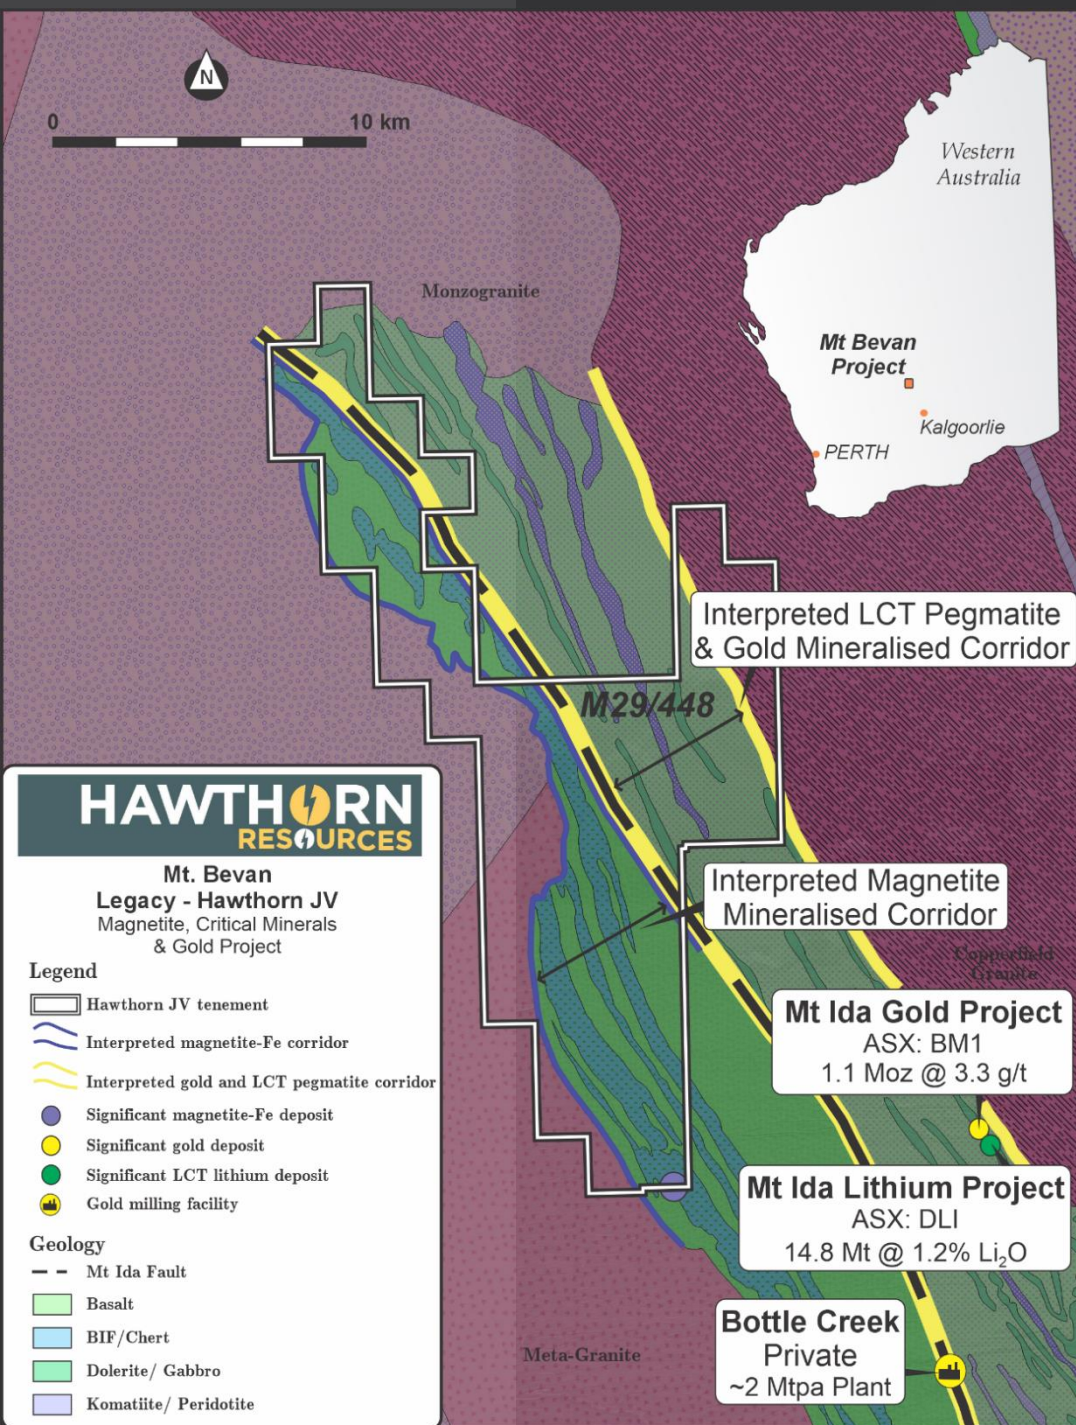 N
0 10 km
Western
Australia
Mt Bevan
Project
Kalgoorlie
PERTH
Monzogranite
Interpreted LCT Pegmatite
& Gold Mineralised Corridor
M29/448
HAWTHORN
RESOURCES
Mt. Bevan
Legacy - Hawthorn JV
Magnetite, Critical Minerals
& Gold Project
Legend
Hawthorn JV tenement
Interpreted magnetite-Fe corridor
Interpreted gold and LCT pegmatite corridor
Significant magnetite-Fe deposit
Significant gold deposit
Significant LCT lithium deposit
Gold milling facility
Geology
Mt Ida Fault
Basalt
BIF/Chert
Dolerite/ Gabbro
Komatiite/ Peridotite
Interpreted Magnetite
Mineralised Corridor
Copperfield
Granite
Mt Ida Gold Project
ASX: BM1
1.1 Moz @ 3.3 g/t
Mt Ida Lithium Project
ASX: DLI
14.8 Mt @ 1.2% Li₂O
Bottle Creek
Private
~2 Mtpa Plant
Meta-Granite